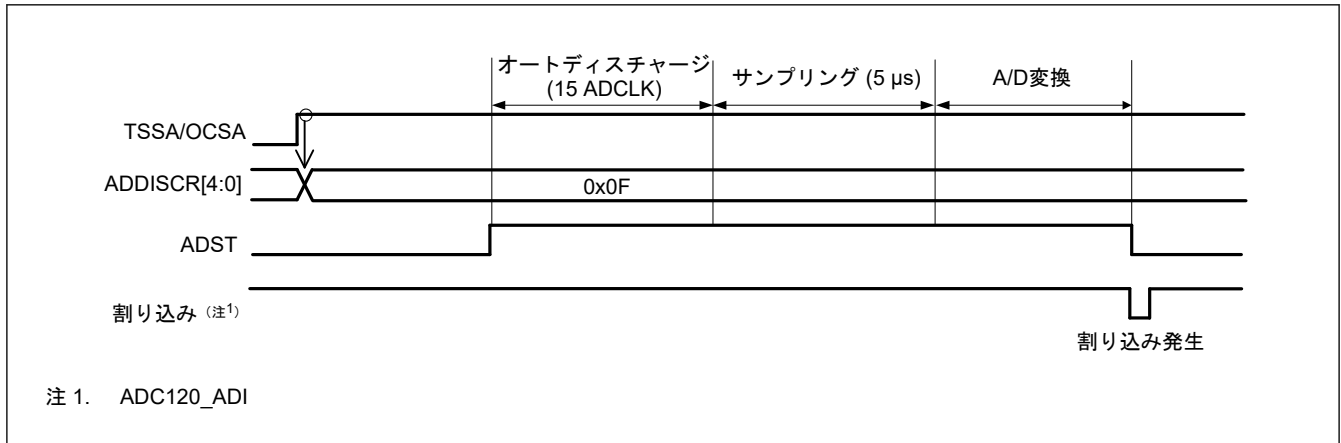 オートディスチャージ
(15 ADCLK)
サンプリング (5 µs)
A/D変換
TSSA/OCSA
ADDISCR[4:0]
0x0F
ADST
割り込み (注1)
割り込み発生
注 1. ADC120_ADI